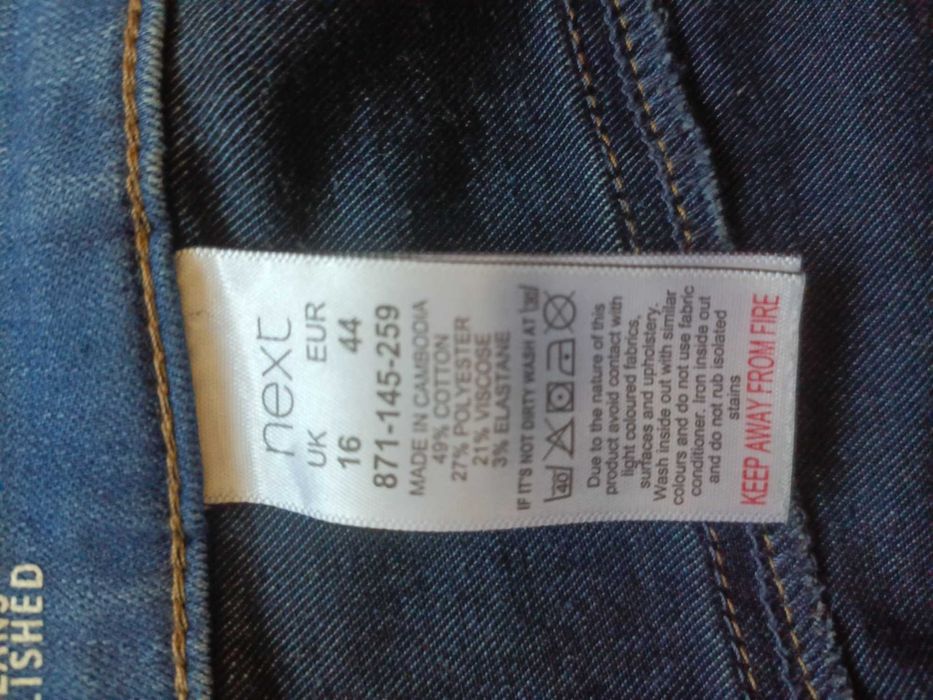 next
UK EUR
16 44
871-145-259
MADE IN CAMBODIA
49% COTTON
27% POLYESTER
21% VISCOSE
3% ELASTANE
IF IT'S NOT DIRTY WASH AT 30
40
Due to the nature of this
product avoid contact with
light coloured fabrics,
surfaces and upholstery.
Wash inside out with similar
colours and do not use fabric
conditioner. Iron inside out
and do not rub isolated
stains
KEEP AWAY FROM FIRE